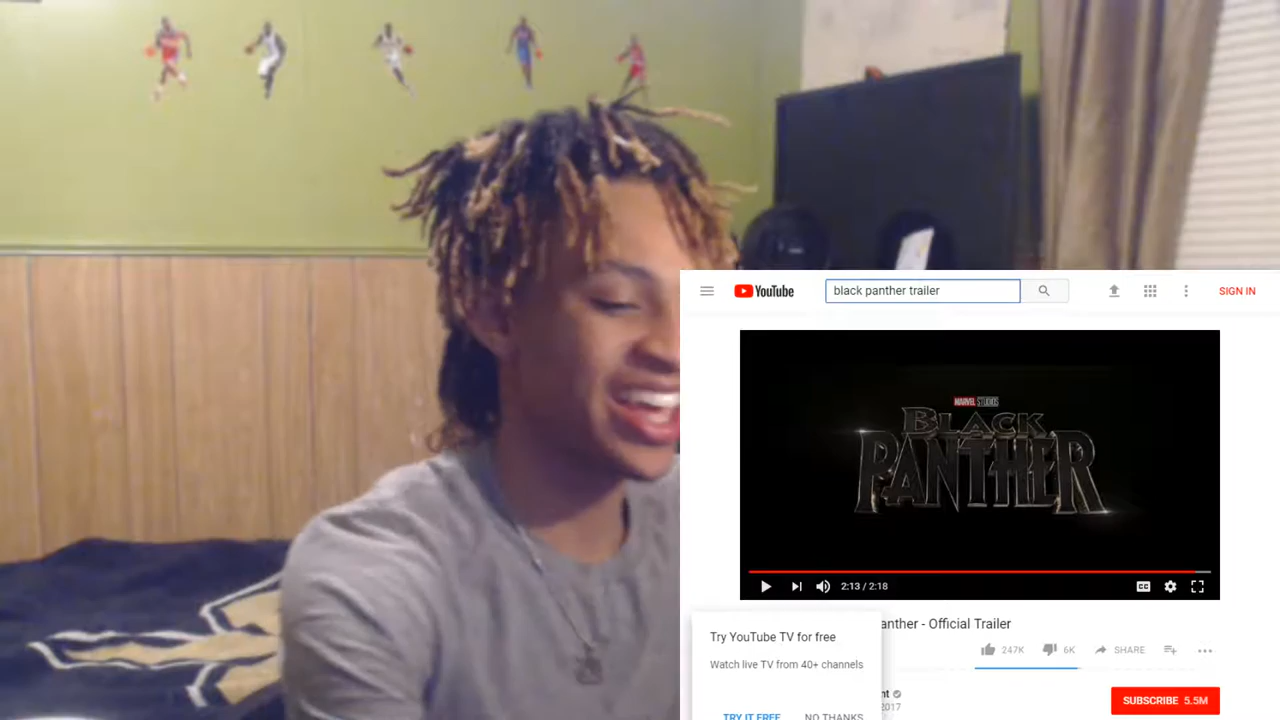 YouTube
black panther trailer
SIGN IN
MARVEL STUDIOS
BLACK
PANTHER
2:13 / 2:18
CC
anther - Official Trailer
247K
6K
SHARE
nt
2017
SUBSCRIBE 5.5M
Try YouTube TV for free
Watch live TV from 40+ channels
TRY IT FREE NO THANKS